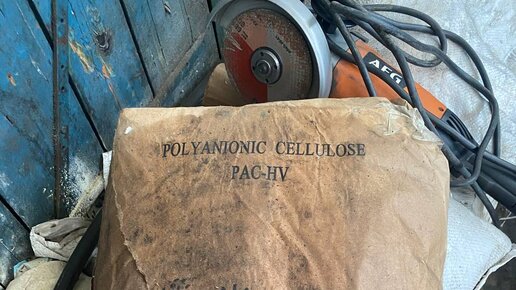 AEG
POLYANIONIC CELLULOSE
PAC-HV